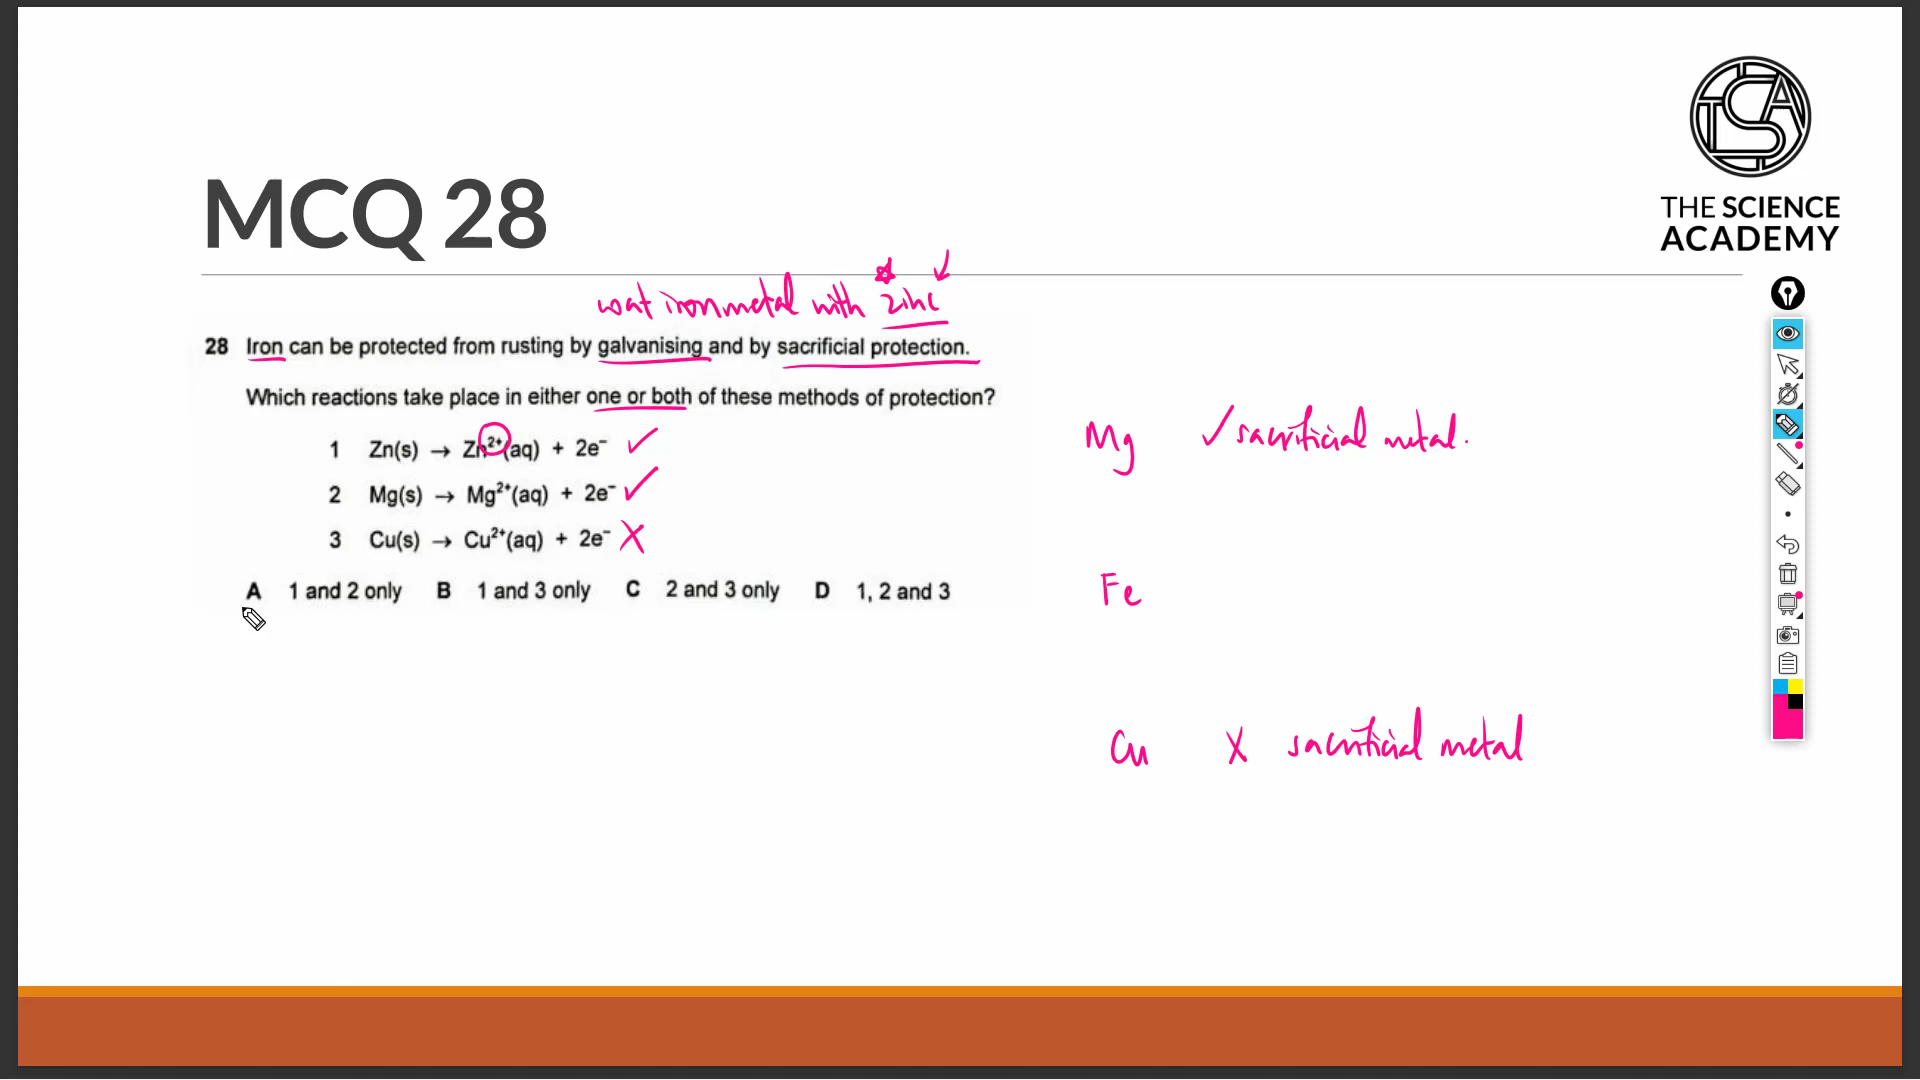 THE SCIENCE
ACADEMY
MCQ 28
coat iron metal with zinc
28 Iron can be protected from rusting by galvanising and by sacrificial protection.
Which reactions take place in either one or both of these methods of protection?
1 Zn(s) → Zn²⁺(aq) + 2e⁻ ✓
2 Mg(s) → Mg²⁺(aq) + 2e⁻ ✓
3 Cu(s) → Cu²⁺(aq) + 2e⁻ X
A 1 and 2 only B 1 and 3 only C 2 and 3 only D 1, 2 and 3
Mg ✓ sacrificial metal.
Fe
Cu X sacrificial metal